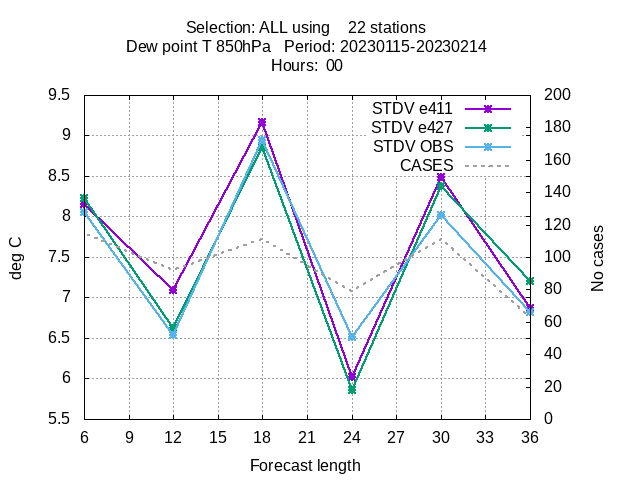 Selection: ALL using    22 stations
Dew point T 850hPa   Period: 20230115-20230214
Hours:  00
9.5
9
8.5
8
7.5
7
6.5
6
5.5
deg C
STDV e411
STDV e427
STDV OBS
CASES
200
180
160
140
120
100
80
60
40
20
0
No cases
6 9 12 15 18 21 24 27 30 33 36
Forecast length